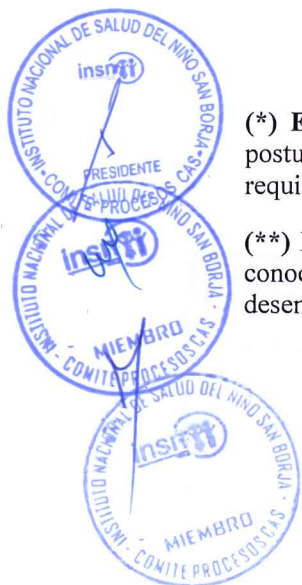 INSTITUTO NACIONAL DE SALUD DEL NIÑO SAN BORJA
insn
PRESIDENTE
COMITÉ PROCESOS CAS
(*) E
postu
requi
INSTITUTO NACIONAL DE SALUD DEL NIÑO SAN BORJA
insn
MIEMBRO
COMITÉ PROCESOS CAS
(**) I
conoc
desen
INSTITUTO NACIONAL DE SALUD DEL NIÑO SAN BORJA
insn
MIEMBRO
COMITÉ PROCESOS CAS